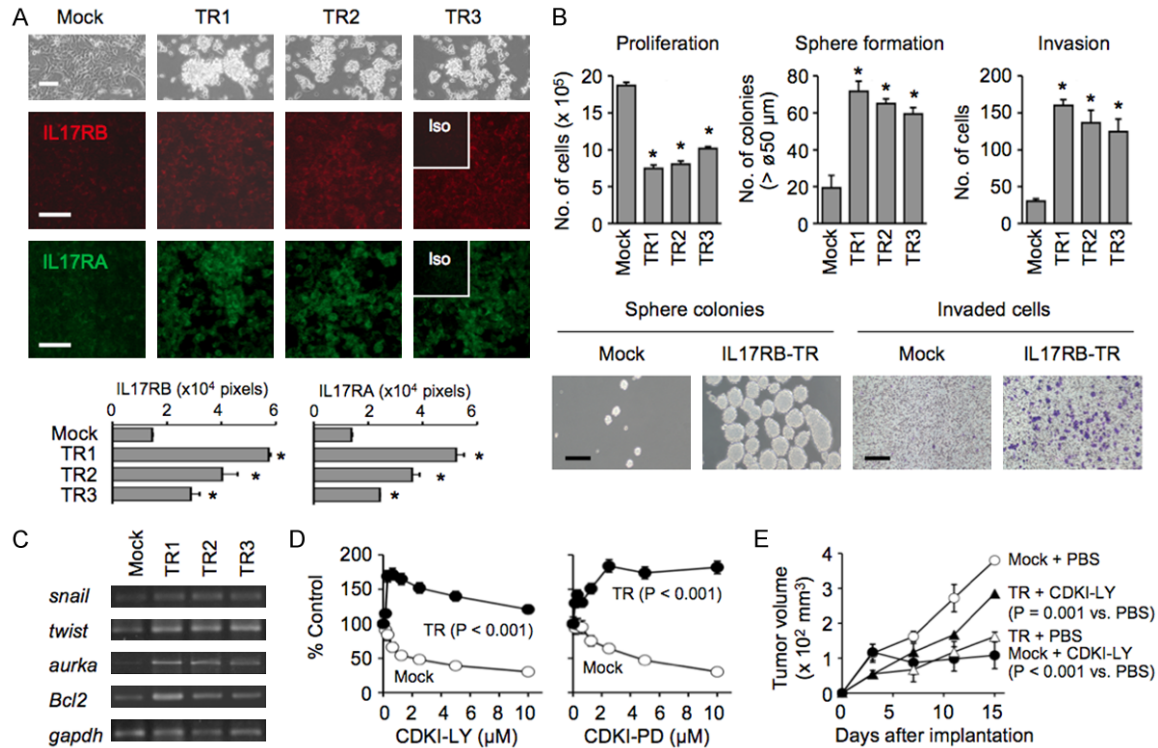 A
Mock TR1 TR2 TR3
IL17RB
Iso
IL17RA
Iso
IL17RB (x10⁴ pixels)
0 2 4 6
IL17RA (x10⁴ pixels)
0 2 4 6
Mock
TR1 * *
TR2 * *
TR3 * *
B
Proliferation
No. of cells (x 10⁵)
20
15
10
5
0
* * *
Mock TR1 TR2 TR3
Sphere formation
No. of colonies
(> ø50 µm)
80
60
40
20
0
* * *
Mock TR1 TR2 TR3
Invasion
No. of cells
200
150
100
50
0
* * *
Mock TR1 TR2 TR3
Sphere colonies Invaded cells
Mock IL17RB-TR Mock IL17RB-TR
C
Mock TR1 TR2 TR3
snail
twist
aurka
Bcl2
gapdh
D
% Control
200
150
100
50
0
TR (P < 0.001)
Mock
0 2 4 6 8 10
CDKI-LY (µM)
TR (P < 0.001)
Mock
0 2 4 6 8 10
CDKI-PD (µM)
E
Tumor volume
(x 10² mm³)
4
3
2
1
0
Mock + PBS
TR + CDKI-LY
(P = 0.001 vs. PBS)
TR + PBS
Mock + CDKI-LY
(P < 0.001 vs. PBS)
0 5 10 15
Days after implantation